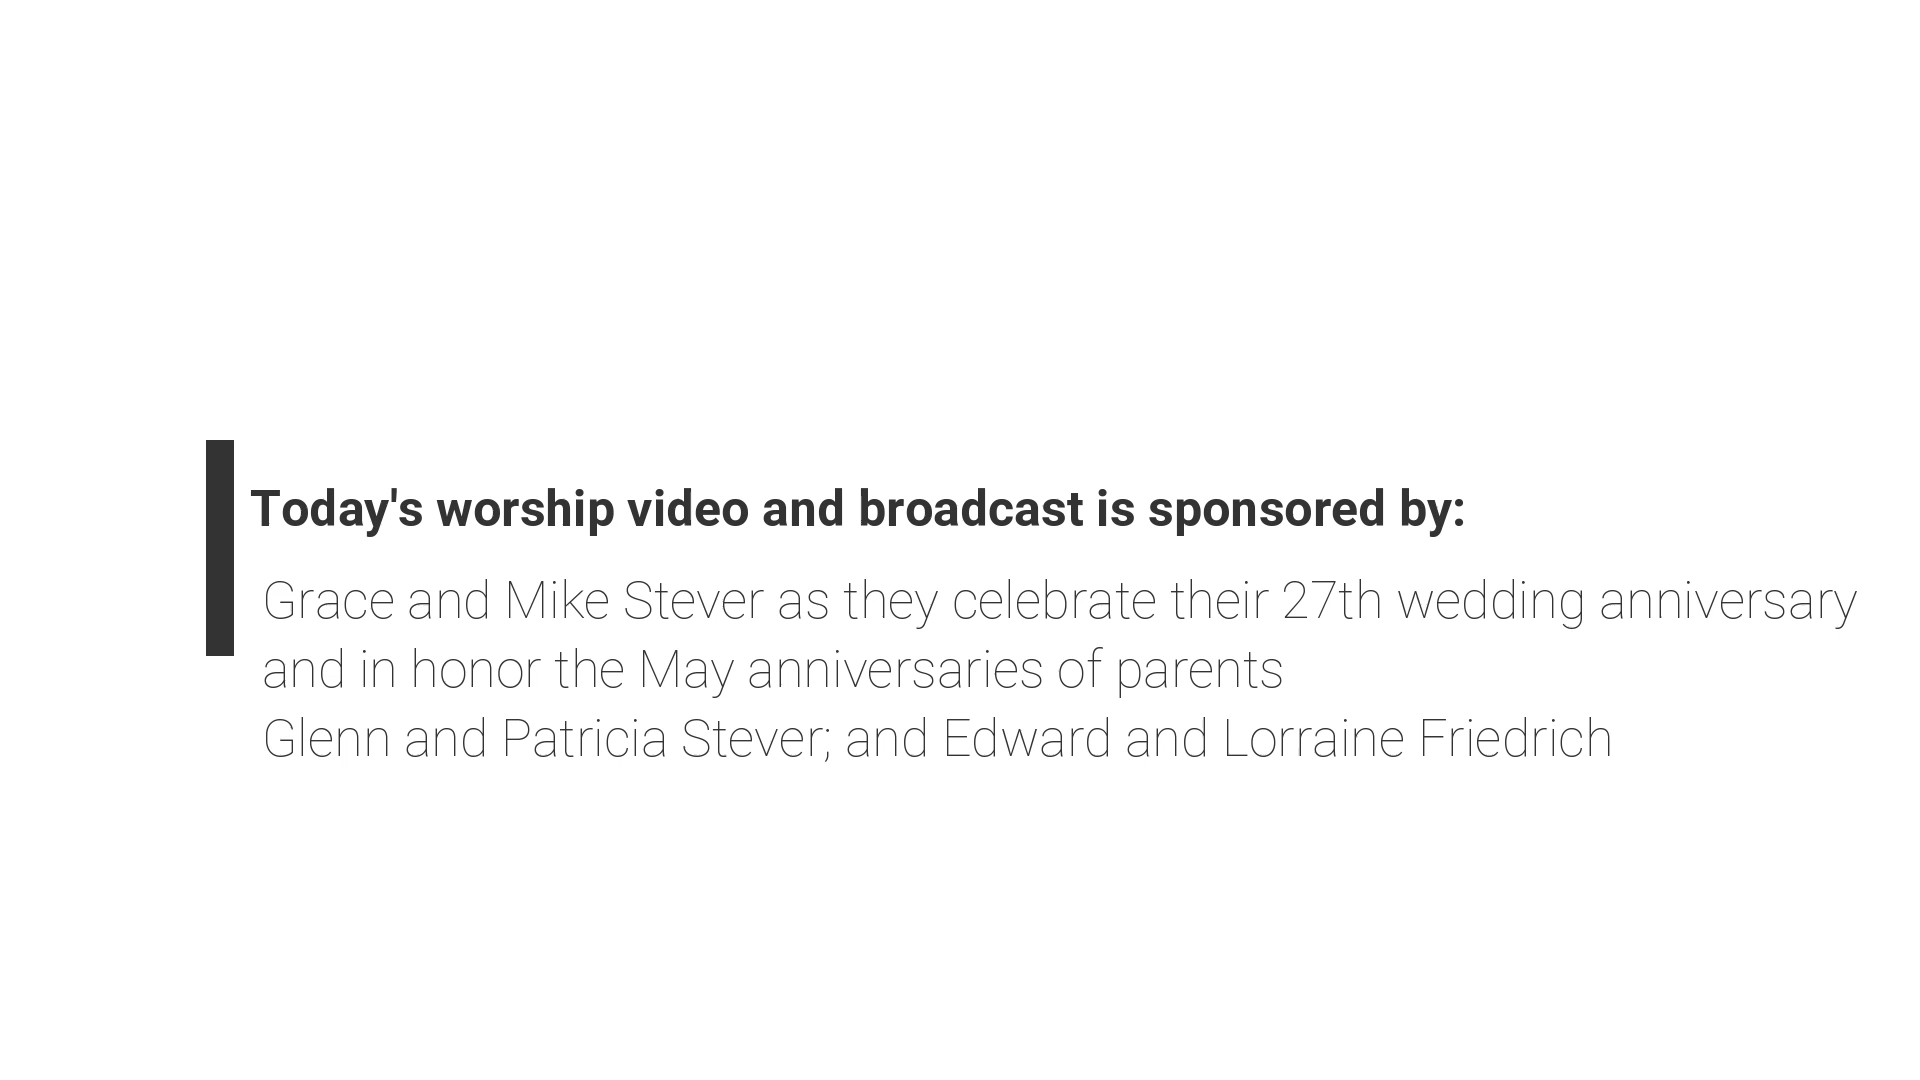 Today's worship video and broadcast is sponsored by:
Grace and Mike Stever as they celebrate their 27th wedding anniversary
and in honor the May anniversaries of parents
Glenn and Patricia Stever; and Edward and Lorraine Friedrich